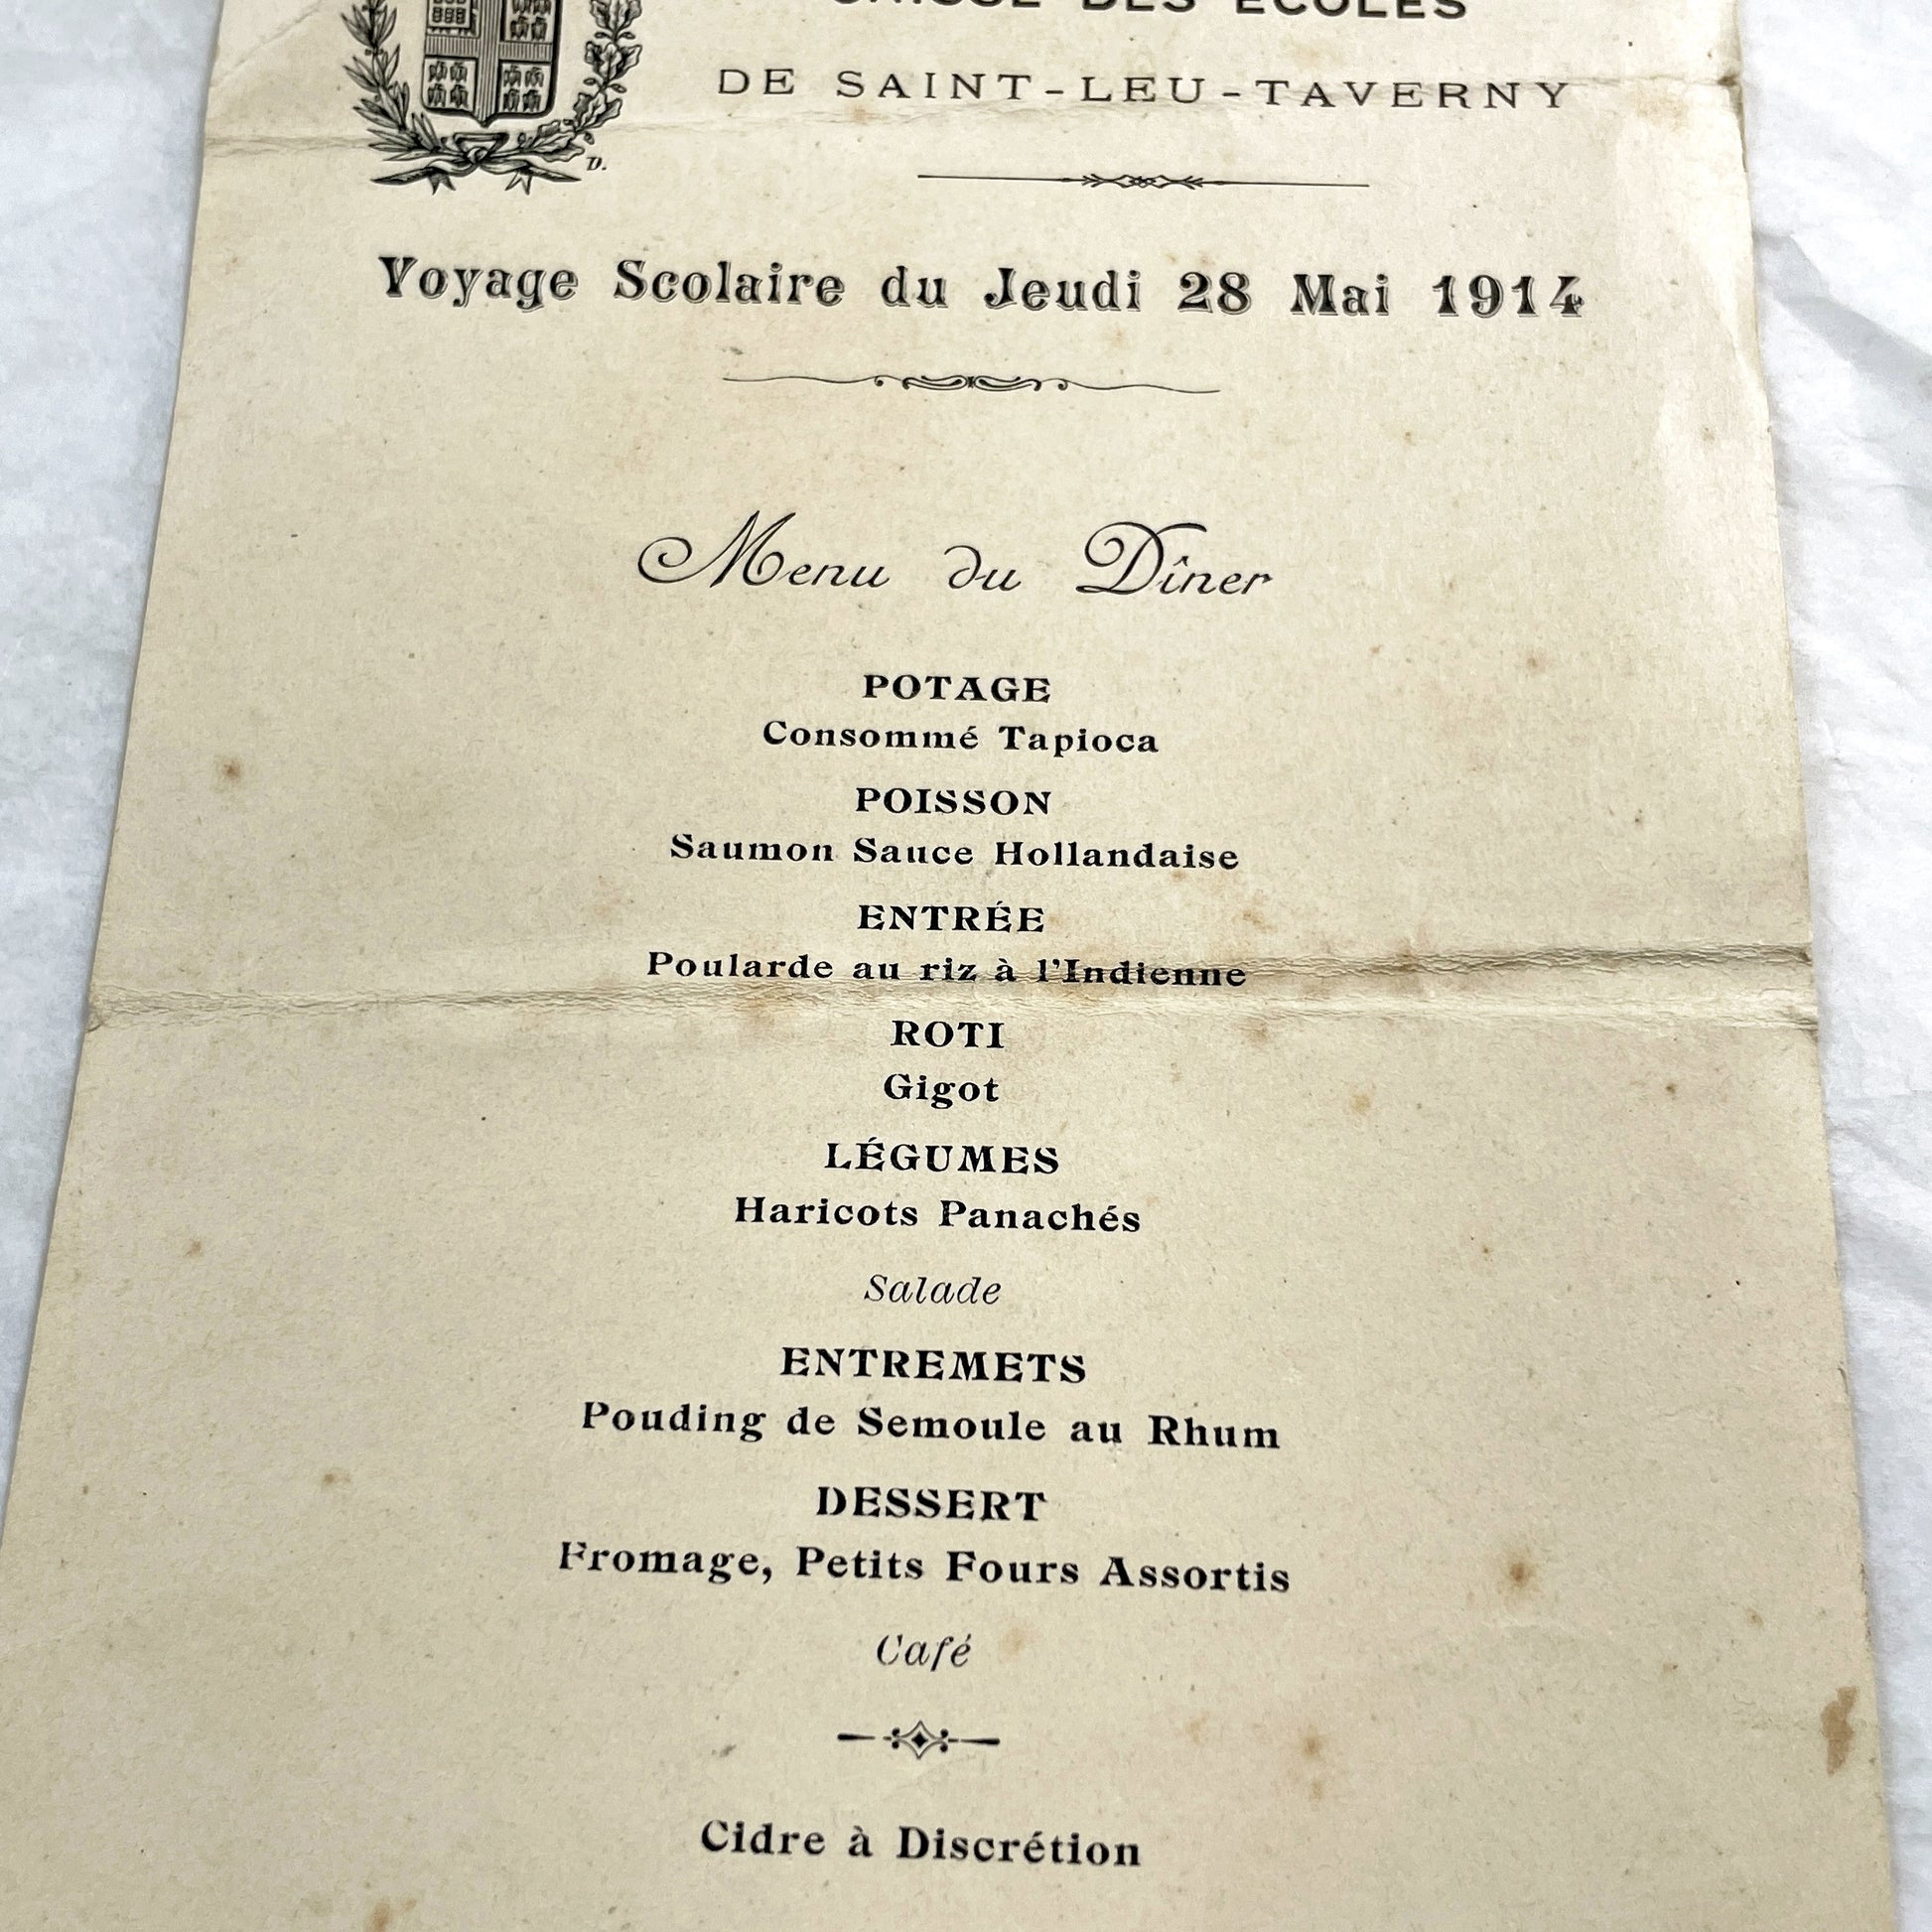 DES ÉCOLES
DE SAINT-LEU-TAVERNY
D.
Voyage Scolaire du Jeudi 28 Mai 1914
Menu du Dîner
POTAGE
Consommé Tapioca
POISSON
Saumon Sauce Hollandaise
ENTRÉE
Poularde au riz à l'Indienne
ROTI
Gigot
LÉGUMES
Haricots Panachés
Salade
ENTREMETS
Pouding de Semoule au Rhum
DESSERT
Fromage, Petits Fours Assortis
Café
Cidre à Discrétion